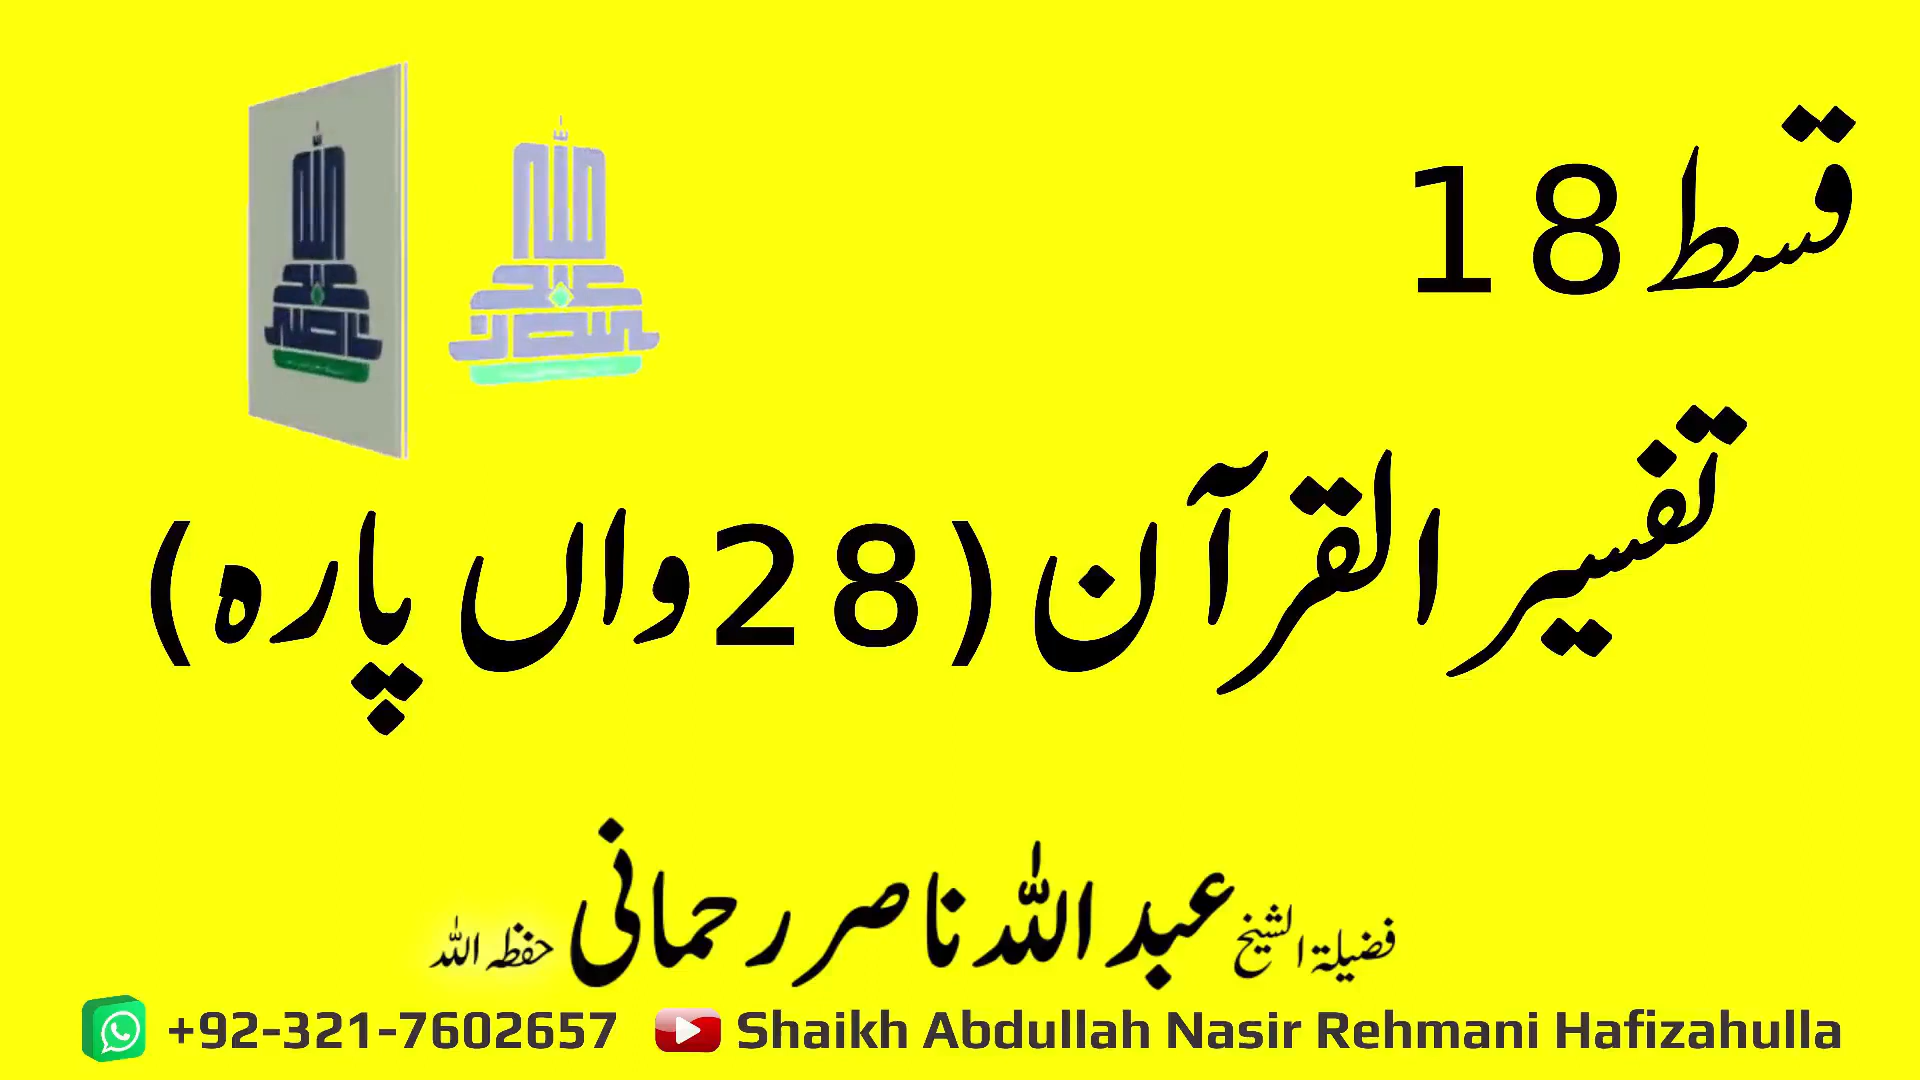 قسط 18
تفسیر القرآن (28واں پارہ)
فضیلۃ الشیخ عبداللہ ناصر رحمانی حفظہ اللہ
+92-321-7602657 Shaikh Abdullah Nasir Rehmani Hafizahulla